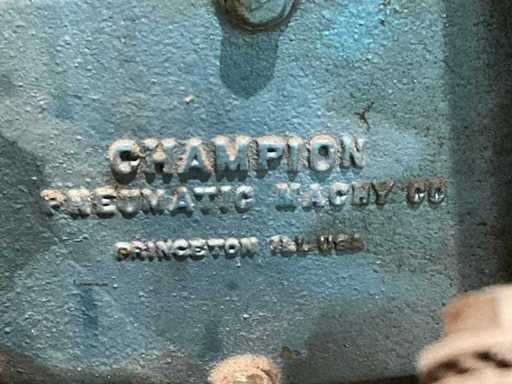 CHAMPION
PNEUMATIC MACHY CO
PRINCETON ILL USA